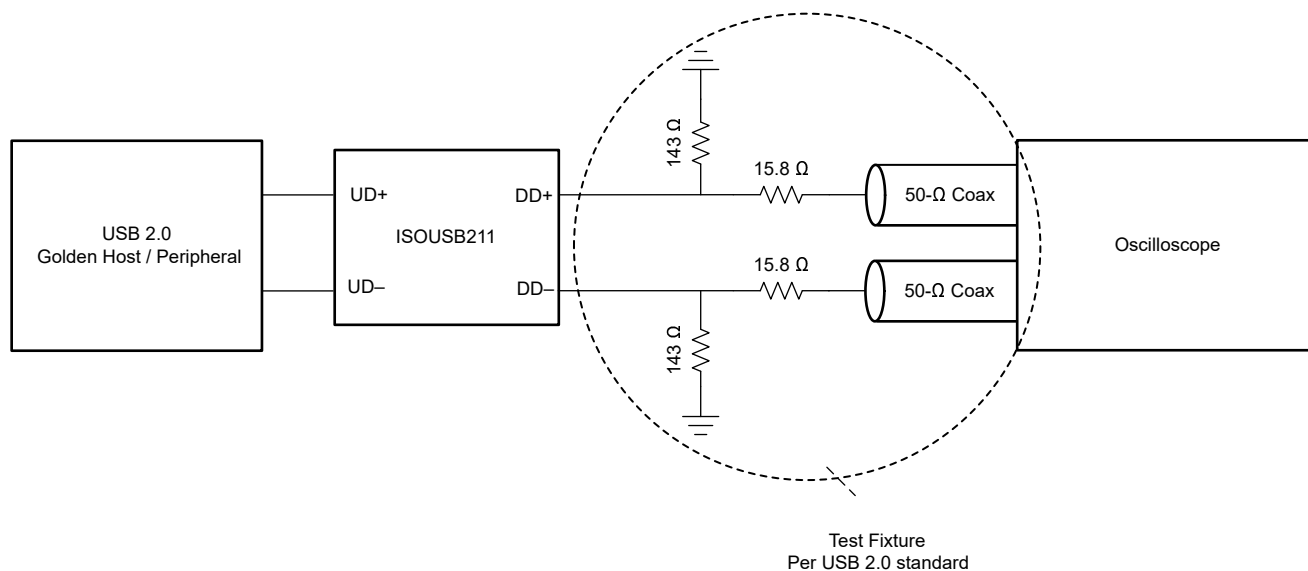 143 Ω
15.8 Ω
UD+
DD+
50-Ω Coax
USB 2.0
Golden Host / Peripheral
ISOUSB211
Oscilloscope
15.8 Ω
UD–
DD–
50-Ω Coax
143 Ω
Test Fixture
Per USB 2.0 standard